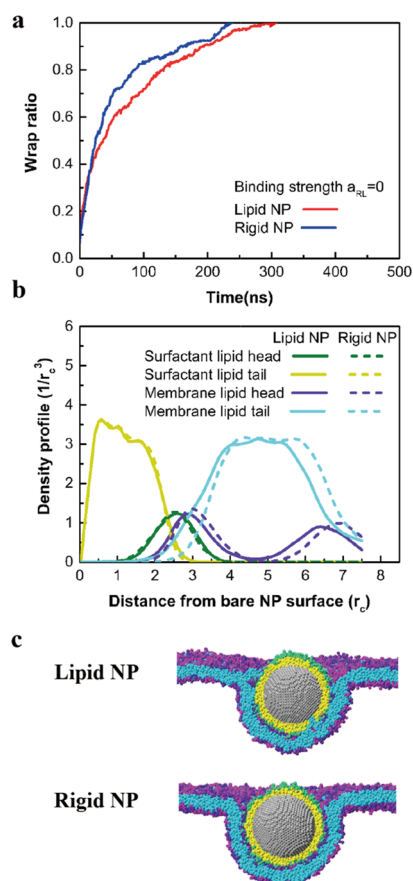 a
1.0
0.8
0.6
0.4
0.2
0.0
Wrap ratio
Binding strength a_RL=0
Lipid NP
Rigid NP
0 100 200 300 400 500
Time(ns)
b
6
5
4
3
2
1
0
Density profile (1/r_c^3)
Lipid NP Rigid NP
Surfactant lipid head
Surfactant lipid tail
Membrane lipid head
Membrane lipid tail
0 1 2 3 4 5 6 7 8
Distance from bare NP surface (r_c)
c
Lipid NP
Rigid NP